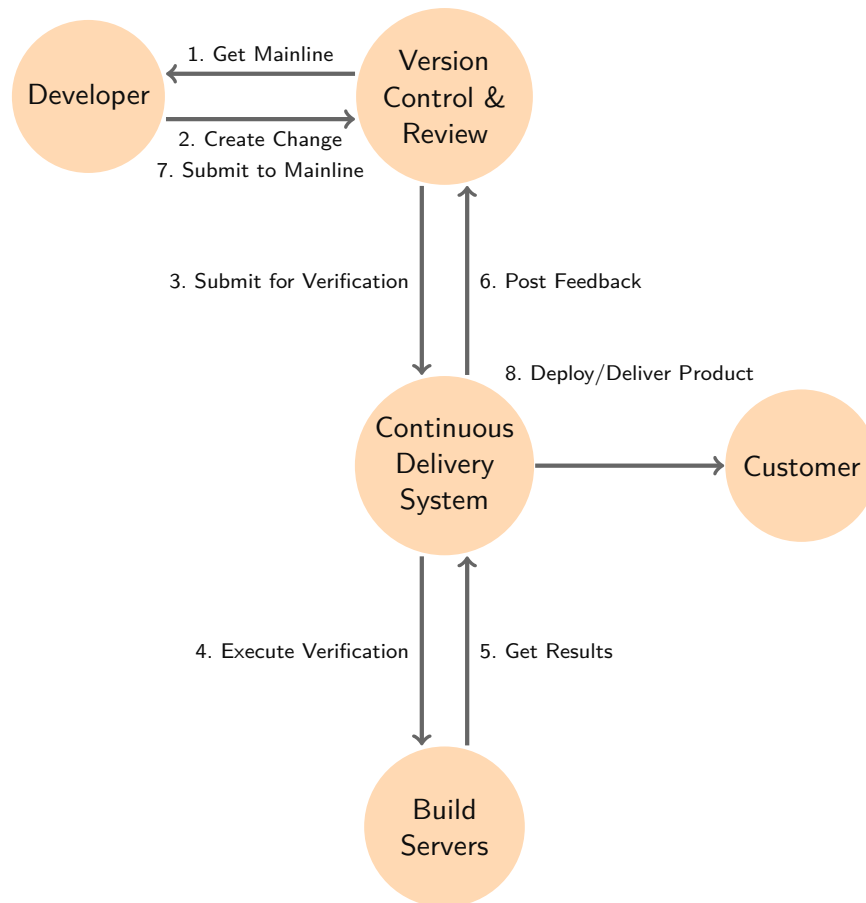 1. Get Mainline
Developer
Version
Control &
Review
2. Create Change
7. Submit to Mainline
3. Submit for Verification
6. Post Feedback
8. Deploy/Deliver Product
Continuous
Delivery
System
Customer
4. Execute Verification
5. Get Results
Build
Servers